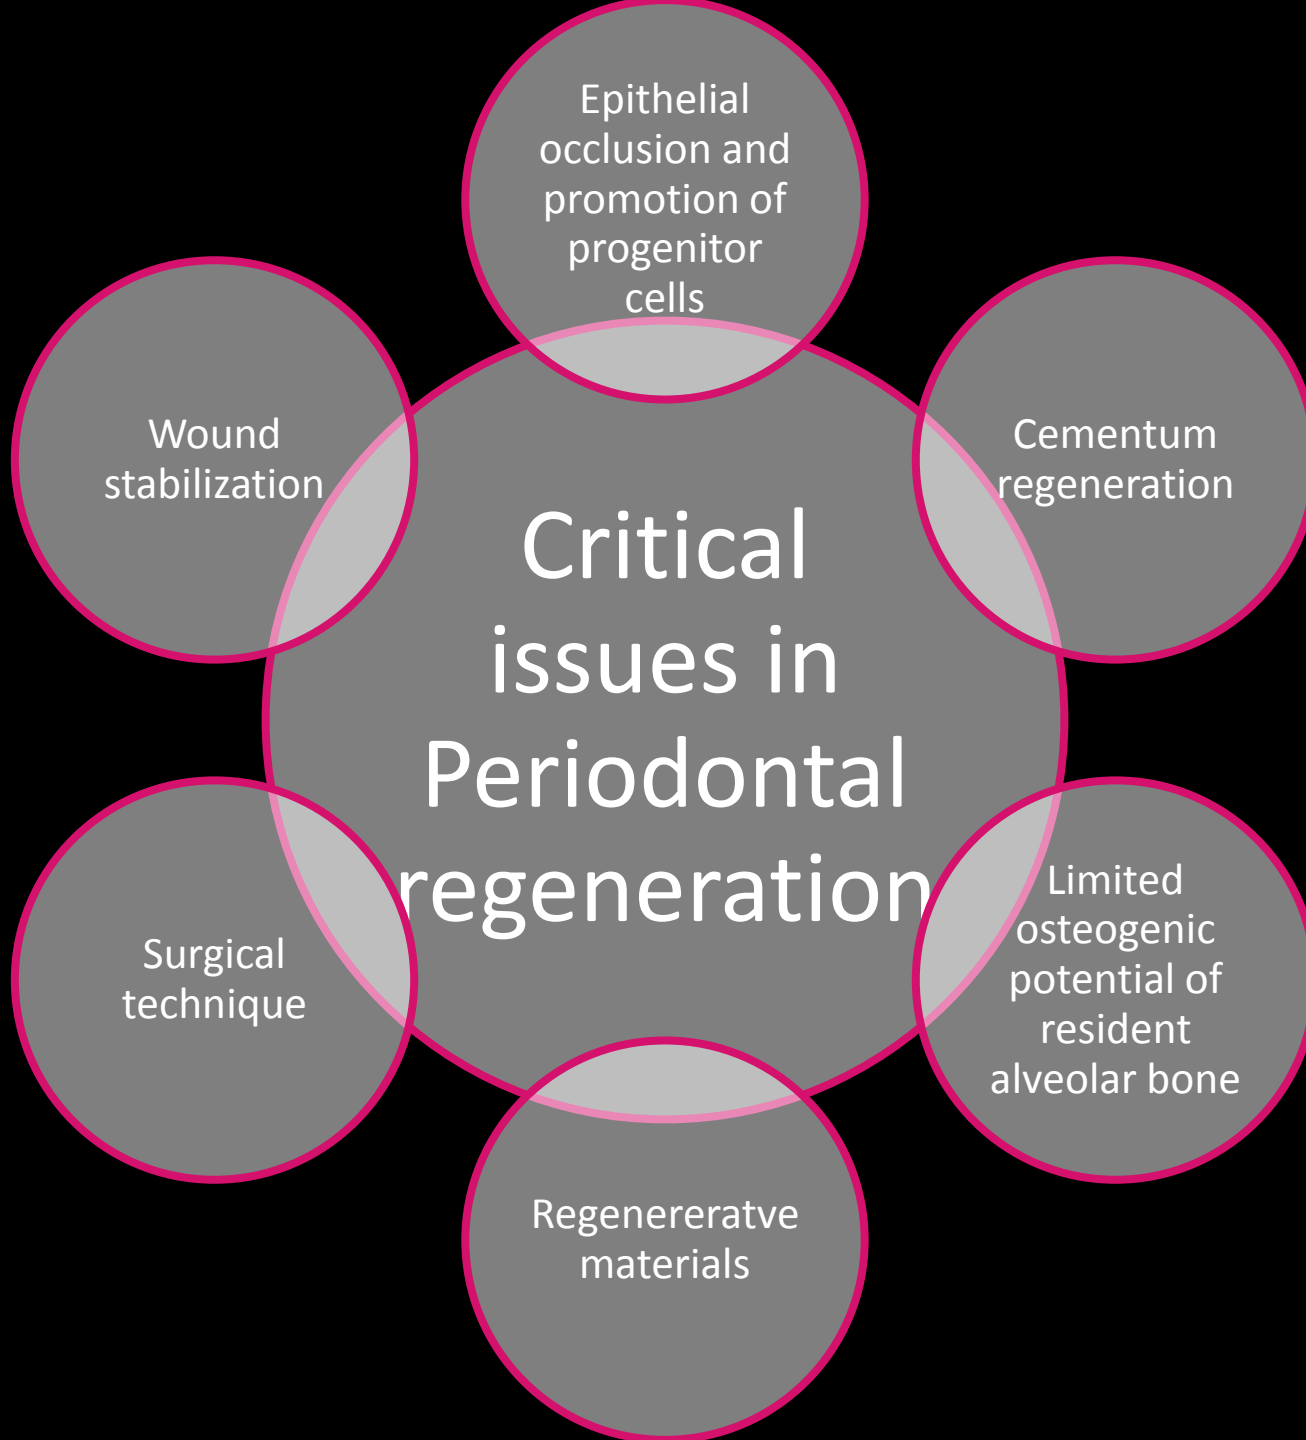 Epithelial
occlusion and
promotion of
progenitor
cells
Wound
stabilization
Cementum
regeneration
Critical
issues in
Periodontal
regeneration
Limited
osteogenic
potential of
resident
alveolar bone
Surgical
technique
Regenereratve
materials